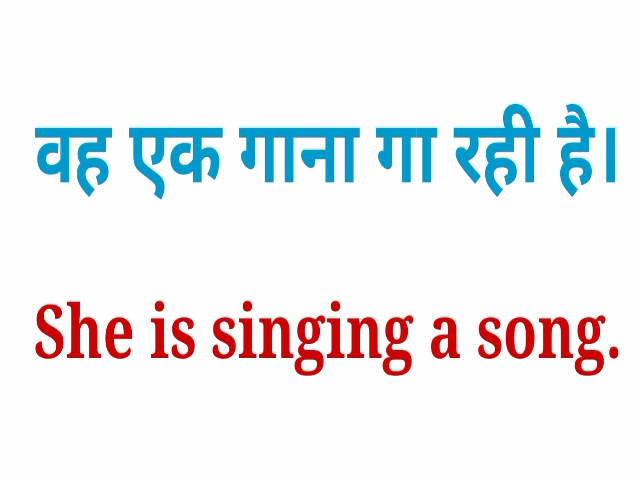 वह एक गाना गा रही है।
She is singing a song.